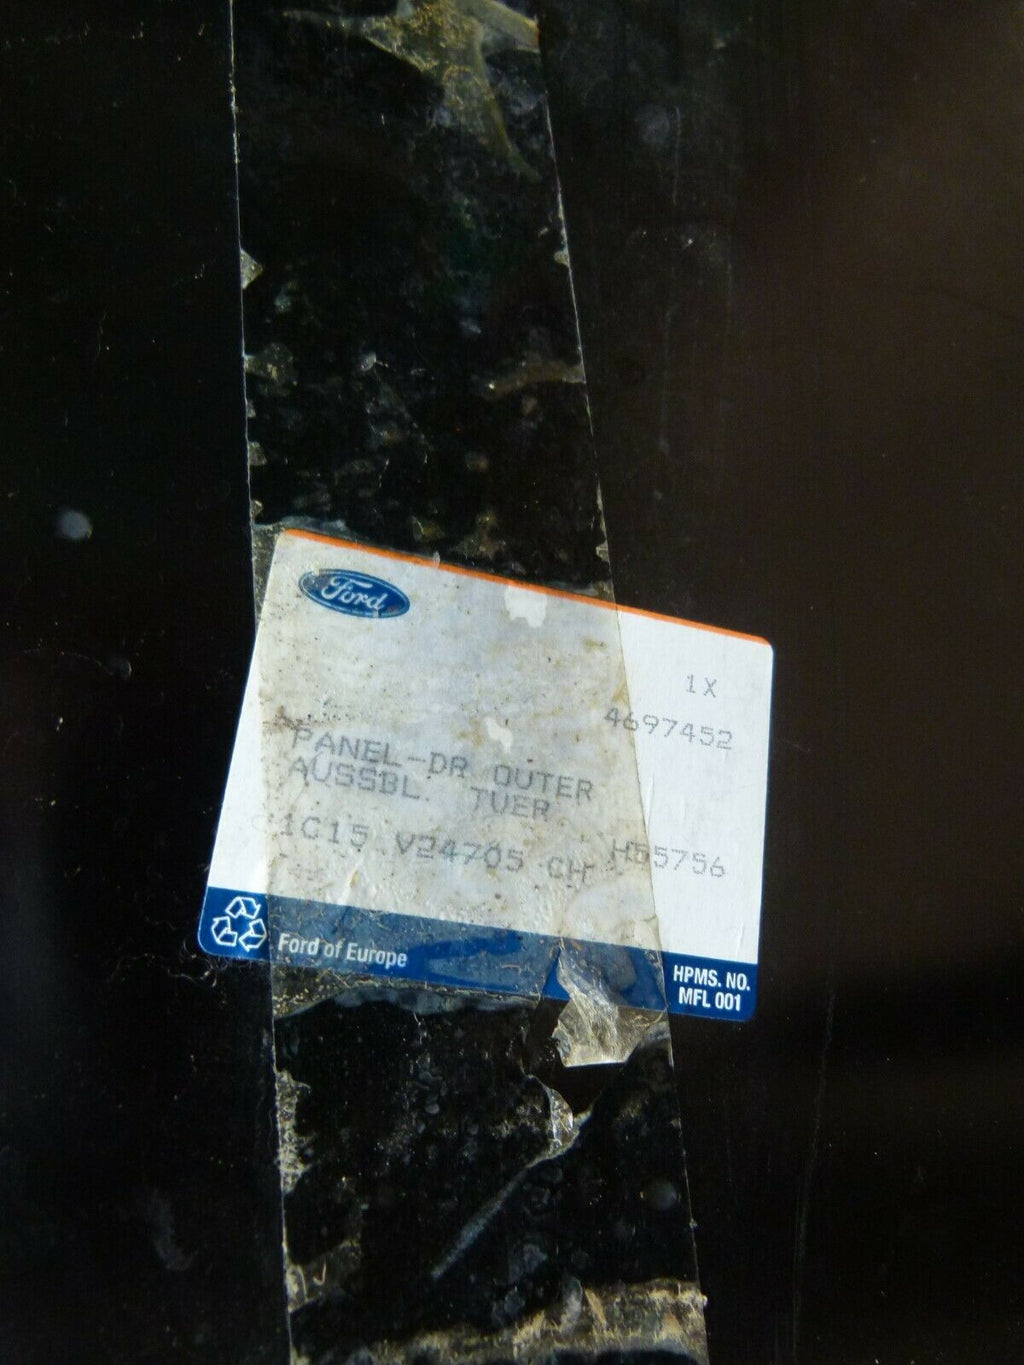 Ford
1X
4697452
PANEL-DR OUTER
AUSSBL. TUER
1C15 V24705 CH H55756
Ford of Europe
HPMS. NO.
MFL 001